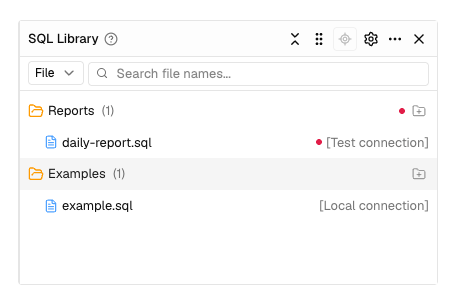 SQL Library
File Search file names...
Reports (1)
daily-report.sql [Test connection]
Examples (1)
example.sql [Local connection]